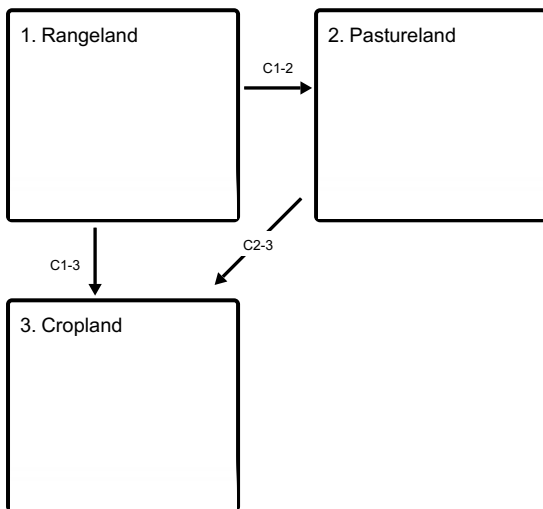 1. Rangeland
2. Pastureland
C1-2
C1-3
C2-3
3. Cropland